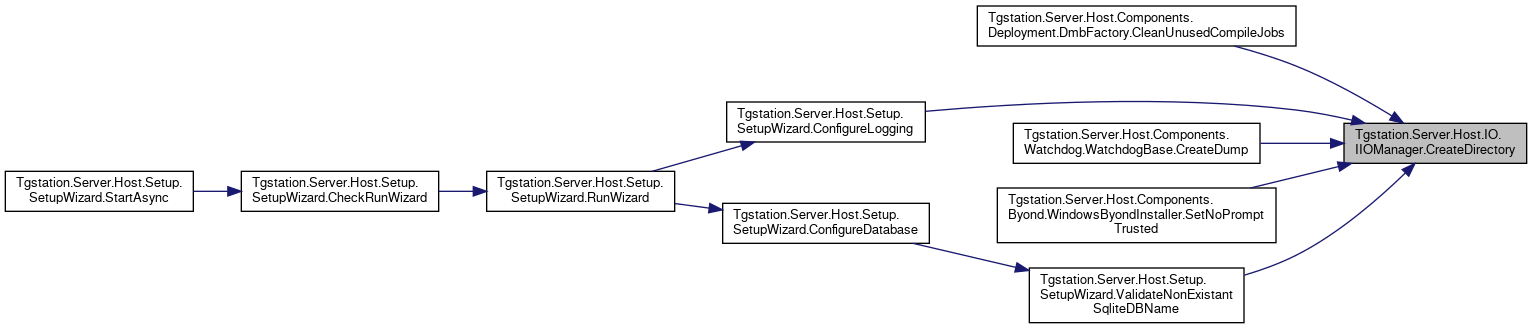 Tgstation.Server.Host.Components.
Deployment.DmbFactory.CleanUnusedCompileJobs
Tgstation.Server.Host.Setup.
SetupWizard.ConfigureLogging
Tgstation.Server.Host.Components.
Watchdog.WatchdogBase.CreateDump
Tgstation.Server.Host.IO.
IIOManager.CreateDirectory
Tgstation.Server.Host.Setup.
SetupWizard.StartAsync
Tgstation.Server.Host.Setup.
SetupWizard.CheckRunWizard
Tgstation.Server.Host.Setup.
SetupWizard.RunWizard
Tgstation.Server.Host.Components.
Byond.WindowsByondInstaller.SetNoPrompt
Trusted
Tgstation.Server.Host.Setup.
SetupWizard.ConfigureDatabase
Tgstation.Server.Host.Setup.
SetupWizard.ValidateNonExistant
SqliteDBName